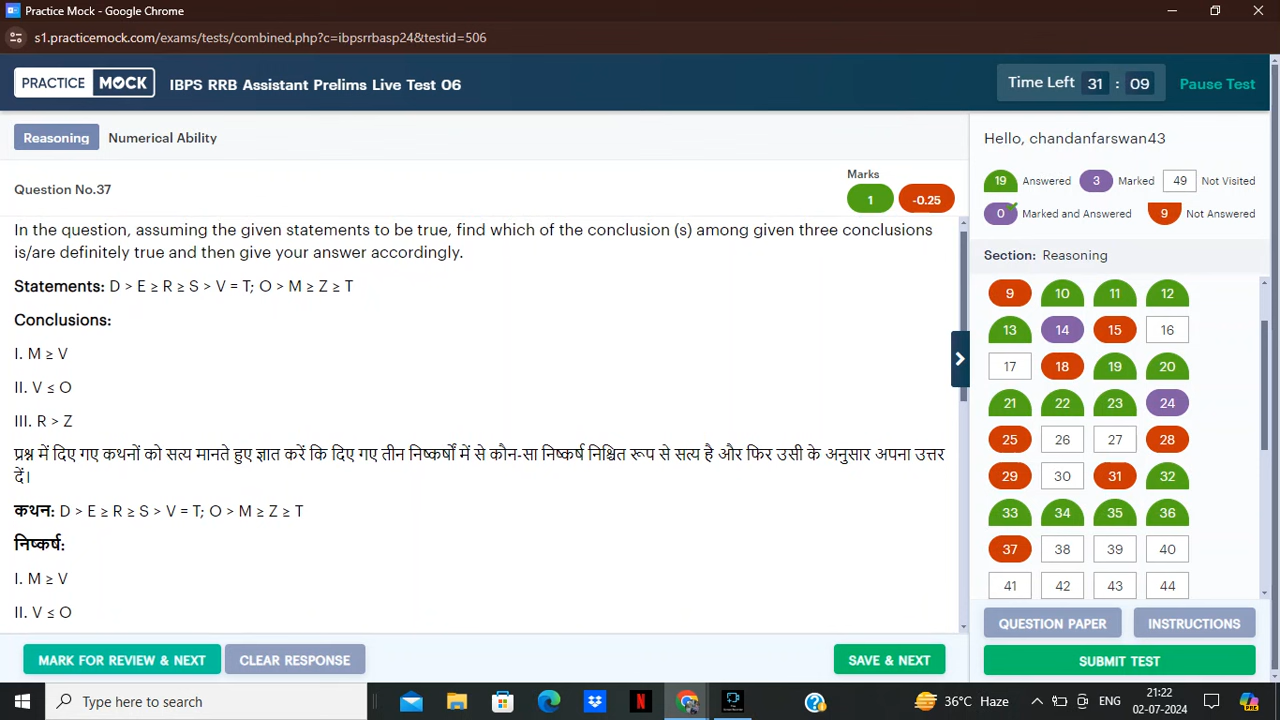 Practice Mock - Google Chrome
s1.practicemock.com/exams/tests/combined.php?c=ibpsrrbasp24&testid=506
PRACTICE MOCK IBPS RRB Assistant Prelims Live Test 06 Time Left 31 : 09 Pause Test
Reasoning Numerical Ability
Hello, chandanfarswan43
Question No.37
Marks
1 -0.25
19 Answered 3 Marked 49 Not Visited
0 Marked and Answered 9 Not Answered
Section: Reasoning
In the question, assuming the given statements to be true, find which of the conclusion (s) among given three conclusions
is/are definitely true and then give your answer accordingly.
Statements: D > E ≥ R ≥ S > V = T; O > M ≥ Z ≥ T
Conclusions:
I. M ≥ V
II. V ≤ O
III. R > Z
प्रश्न में दिए गए कथनों को सत्य मानते हुए ज्ञात करें कि दिए गए तीन निष्कर्षों में से कौन-सा निष्कर्ष निश्चित रूप से सत्य है और फिर उसी के अनुसार अपना उत्तर
दें।
कथन: D > E ≥ R ≥ S > V = T; O > M ≥ Z ≥ T
निष्कर्ष:
I. M ≥ V
II. V ≤ O
9 10 11 12
13 14 15 16
17 18 19 20
21 22 23 24
25 26 27 28
29 30 31 32
33 34 35 36
37 38 39 40
41 42 43 44
QUESTION PAPER INSTRUCTIONS
MARK FOR REVIEW & NEXT CLEAR RESPONSE SAVE & NEXT SUBMIT TEST
Type here to search
36°C Haze
ENG
21:22
02-07-2024